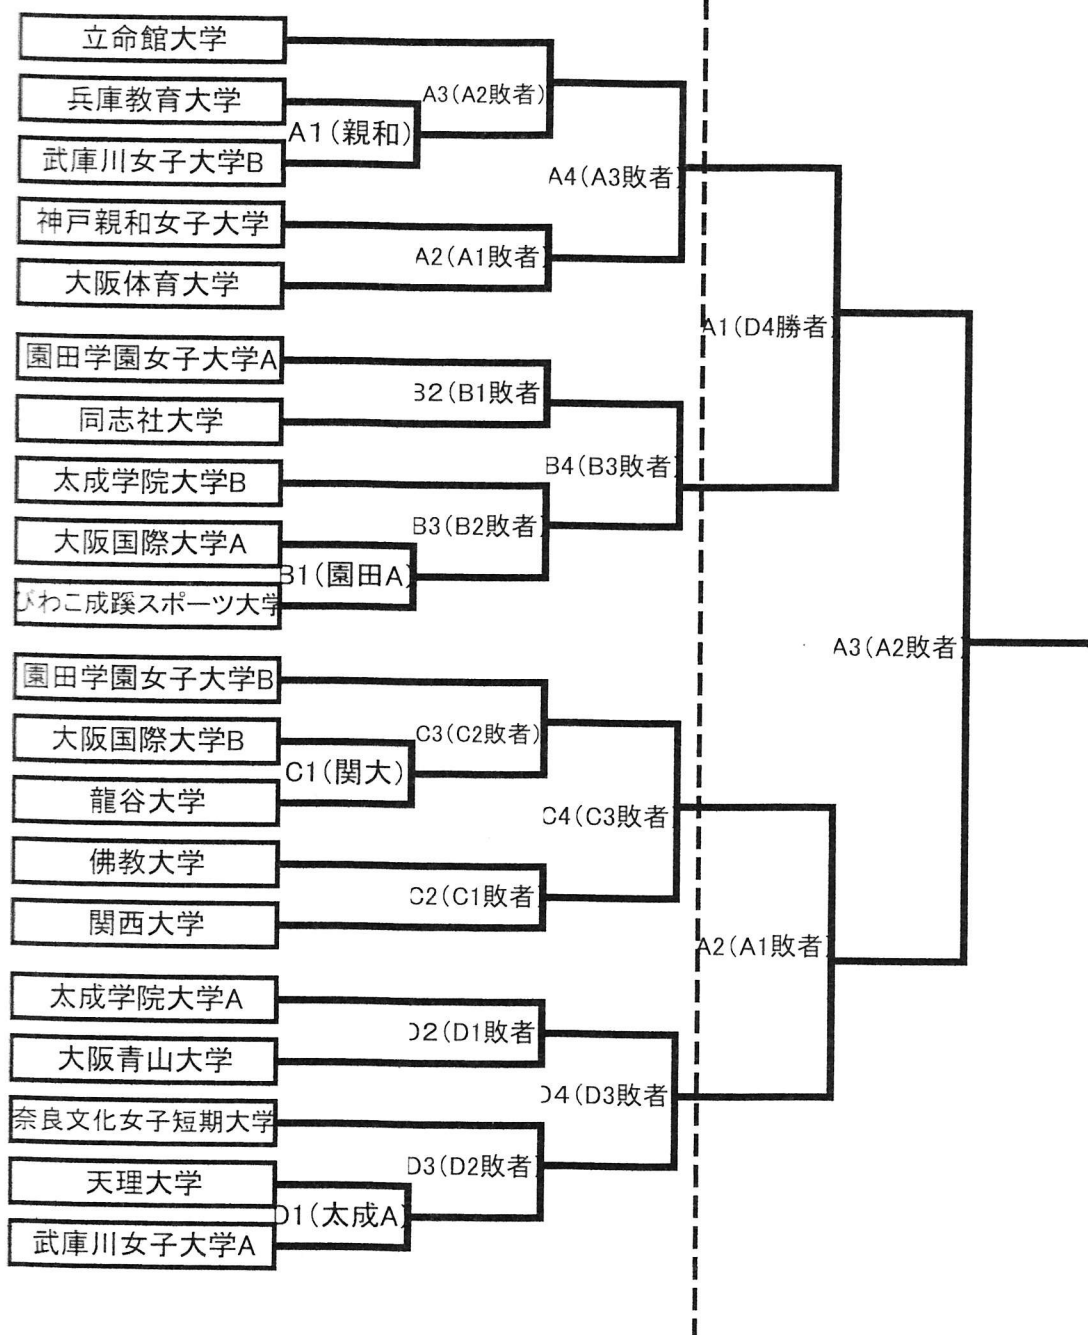 立命館大学
兵庫教育大学
武庫川女子大学B
神戸親和女子大学
大阪体育大学
園田学園女子大学A
同志社大学
太成学院大学B
大阪国際大学A
びわこ成蹊スポーツ大学
園田学園女子大学B
大阪国際大学B
龍谷大学
佛教大学
関西大学
太成学院大学A
大阪青山大学
奈良文化女子短期大学
天理大学
武庫川女子大学A
A1(親和)
B1(園田A)
C1(関大)
D1(太成A)
A3(A2敗者)
A2(A1敗者)
B2(B1敗者
B3(B2敗者)
C3(C2敗者)
C2(C1敗者)
D2(D1敗者
D3(D2敗者)
A4(A3敗者)
B4(B3敗者)
C4(C3敗者
D4(D3敗者
A1(D4勝者)
A2(A1敗者)
A3(A2敗者)